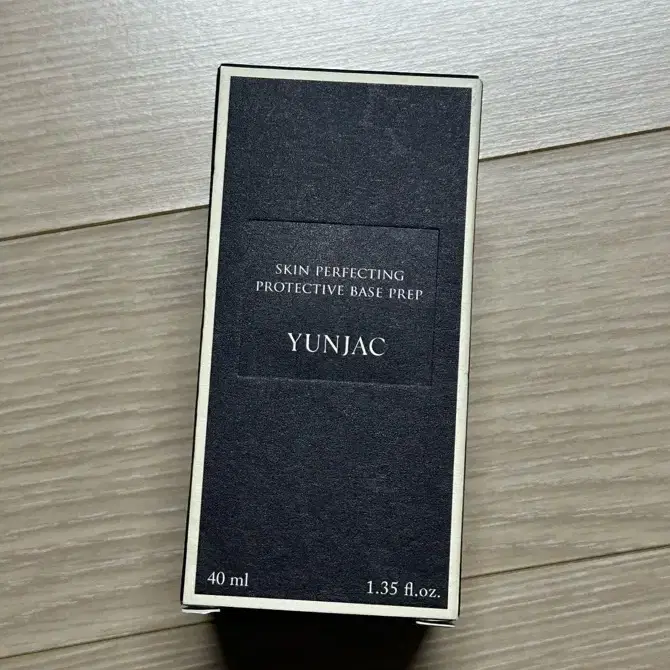 SKIN PERFECTING
PROTECTIVE BASE PREP
YUNJAC
40 ml
1.35 fl.oz.